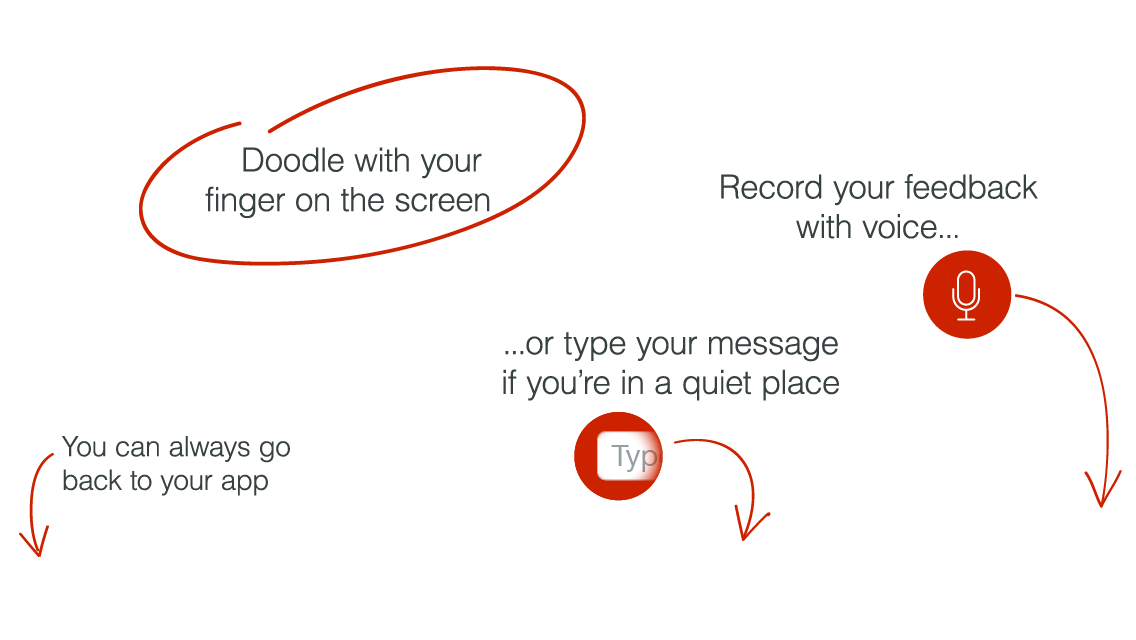 Doodle with your
finger on the screen
Record your feedback
with voice...
...or type your message
if you’re in a quiet place
Typ
You can always go
back to your app